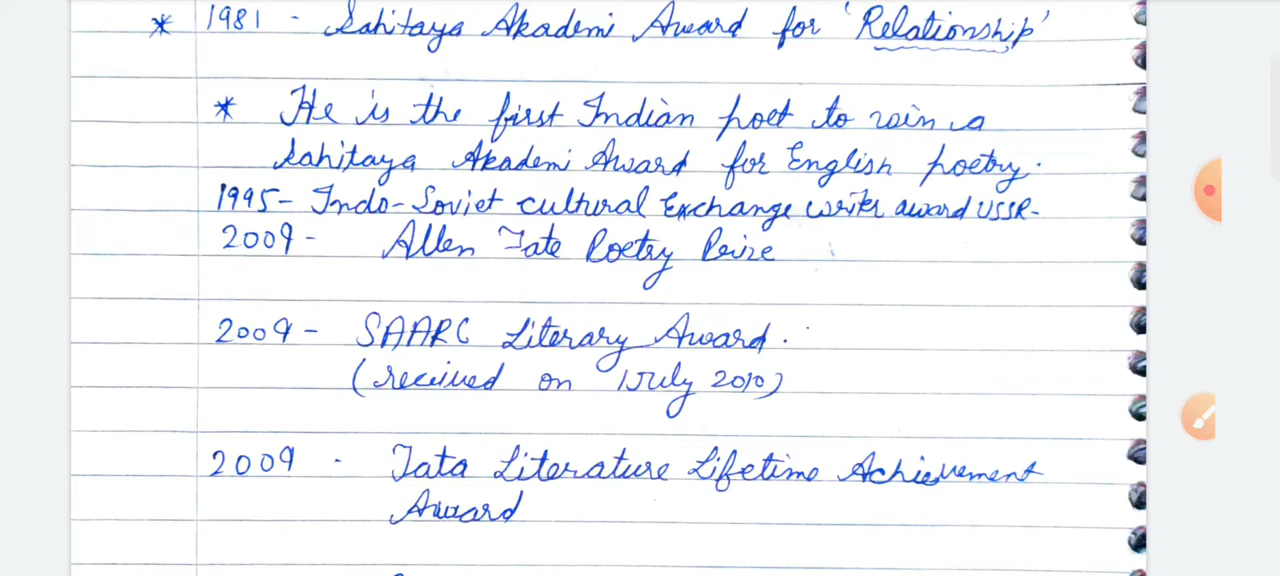 * 1981 - Sahitaya Akademi Award for 'Relationship'
* He is the first Indian poet to win a
Sahitaya Akademi Award for English poetry.
1995- Indo-Soviet cultural Exchange writer award USSR-
2009- Allen Tate Poetry Prize
2009- SAARC Literary Award.
(received on 1 July 2010)
2009 - Tata Literature Lifetime Achievement
Award